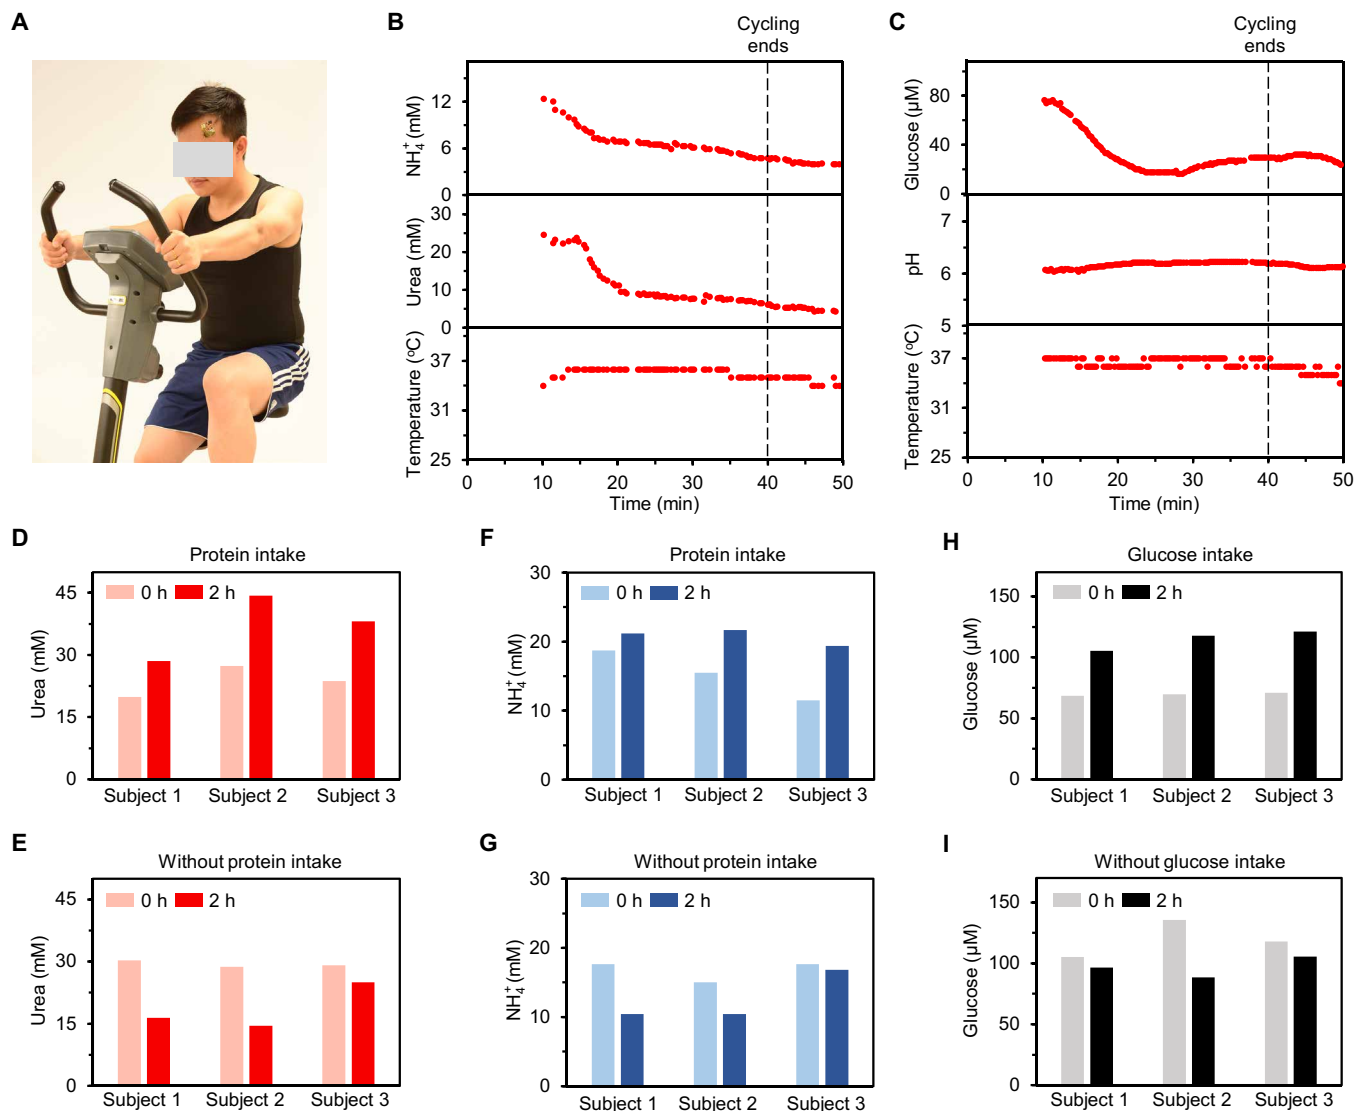 A
B
Cycling
ends
NH₄⁺ (mM)
12
6
0
Urea (mM)
30
20
10
0
Temperature (°C)
37
31
25
0
10
20
30
40
50
Time (min)
C
Cycling
ends
Glucose (µM)
80
40
0
pH
7
6
5
Temperature (°C)
37
31
25
0
10
20
30
40
50
Time (min)
D
Protein intake
0 h 2 h
Urea (mM)
45
30
15
0
Subject 1 Subject 2 Subject 3
F
Protein intake
0 h 2 h
NH₄⁺ (mM)
30
20
10
0
Subject 1 Subject 2 Subject 3
H
Glucose intake
0 h 2 h
Glucose (µM)
150
100
50
0
Subject 1 Subject 2 Subject 3
E
Without protein intake
0 h 2 h
Urea (mM)
45
30
15
0
Subject 1 Subject 2 Subject 3
G
Without protein intake
0 h 2 h
NH₄⁺ (mM)
30
20
10
0
Subject 1 Subject 2 Subject 3
I
Without glucose intake
0 h 2 h
Glucose (µM)
150
100
50
0
Subject 1 Subject 2 Subject 3